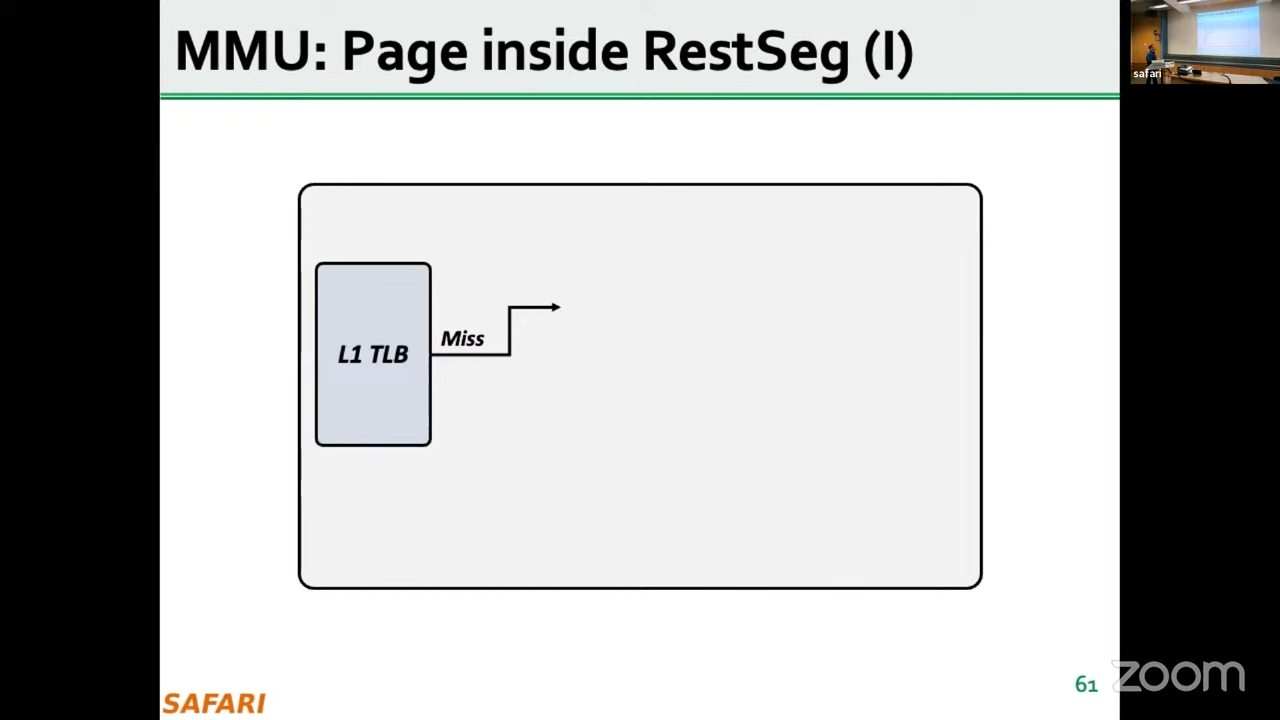 MMU: Page inside RestSeg (I)
safari
Miss
L1 TLB
SAFARI
61
zoom